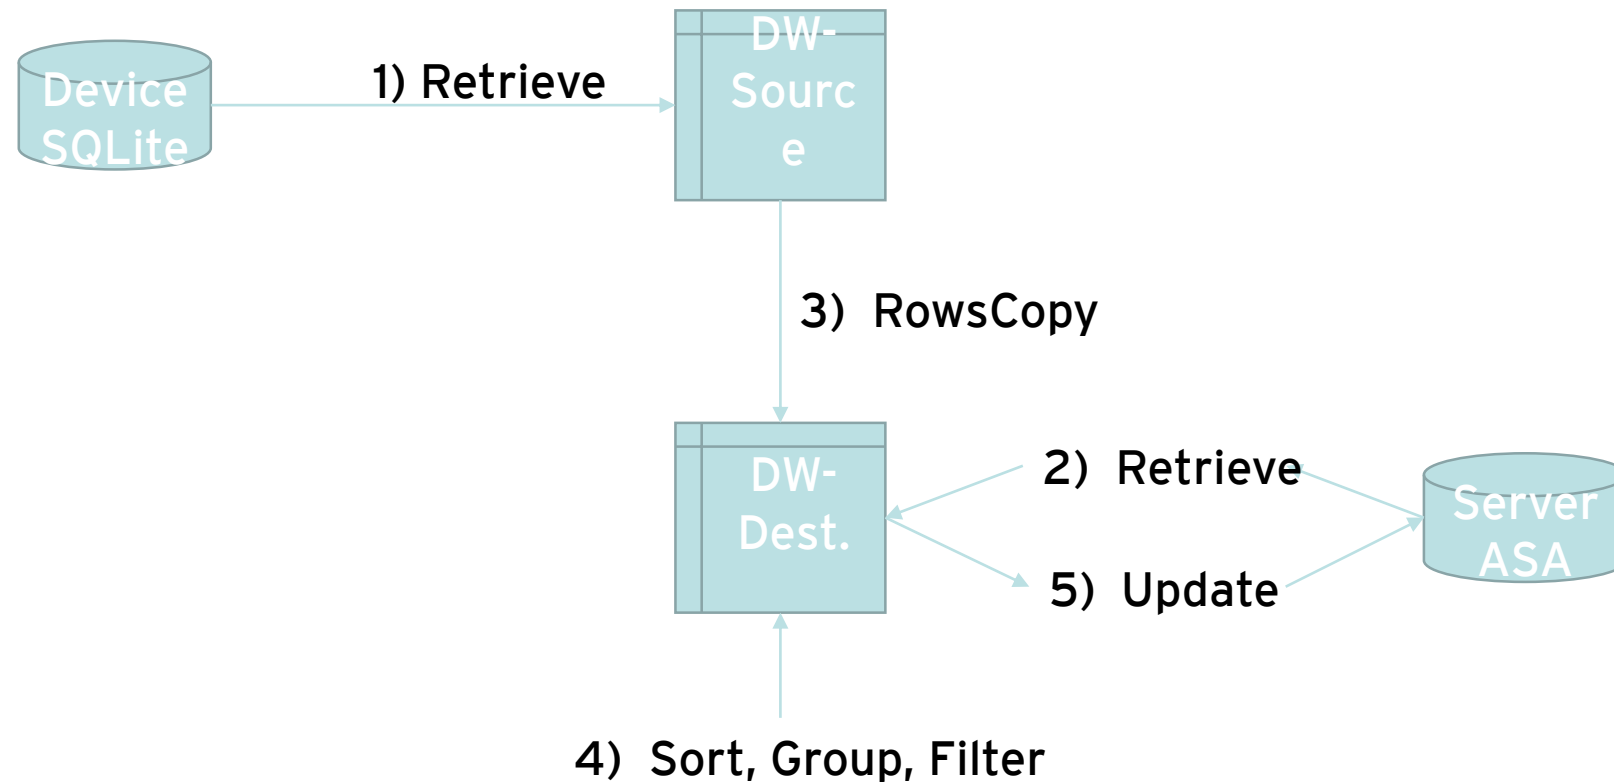 Device
SQLite
1) Retrieve
DW-
Sourc
e
3) RowsCopy
DW-
Dest.
2) Retrieve
5) Update
Server
ASA
4) Sort, Group, Filter